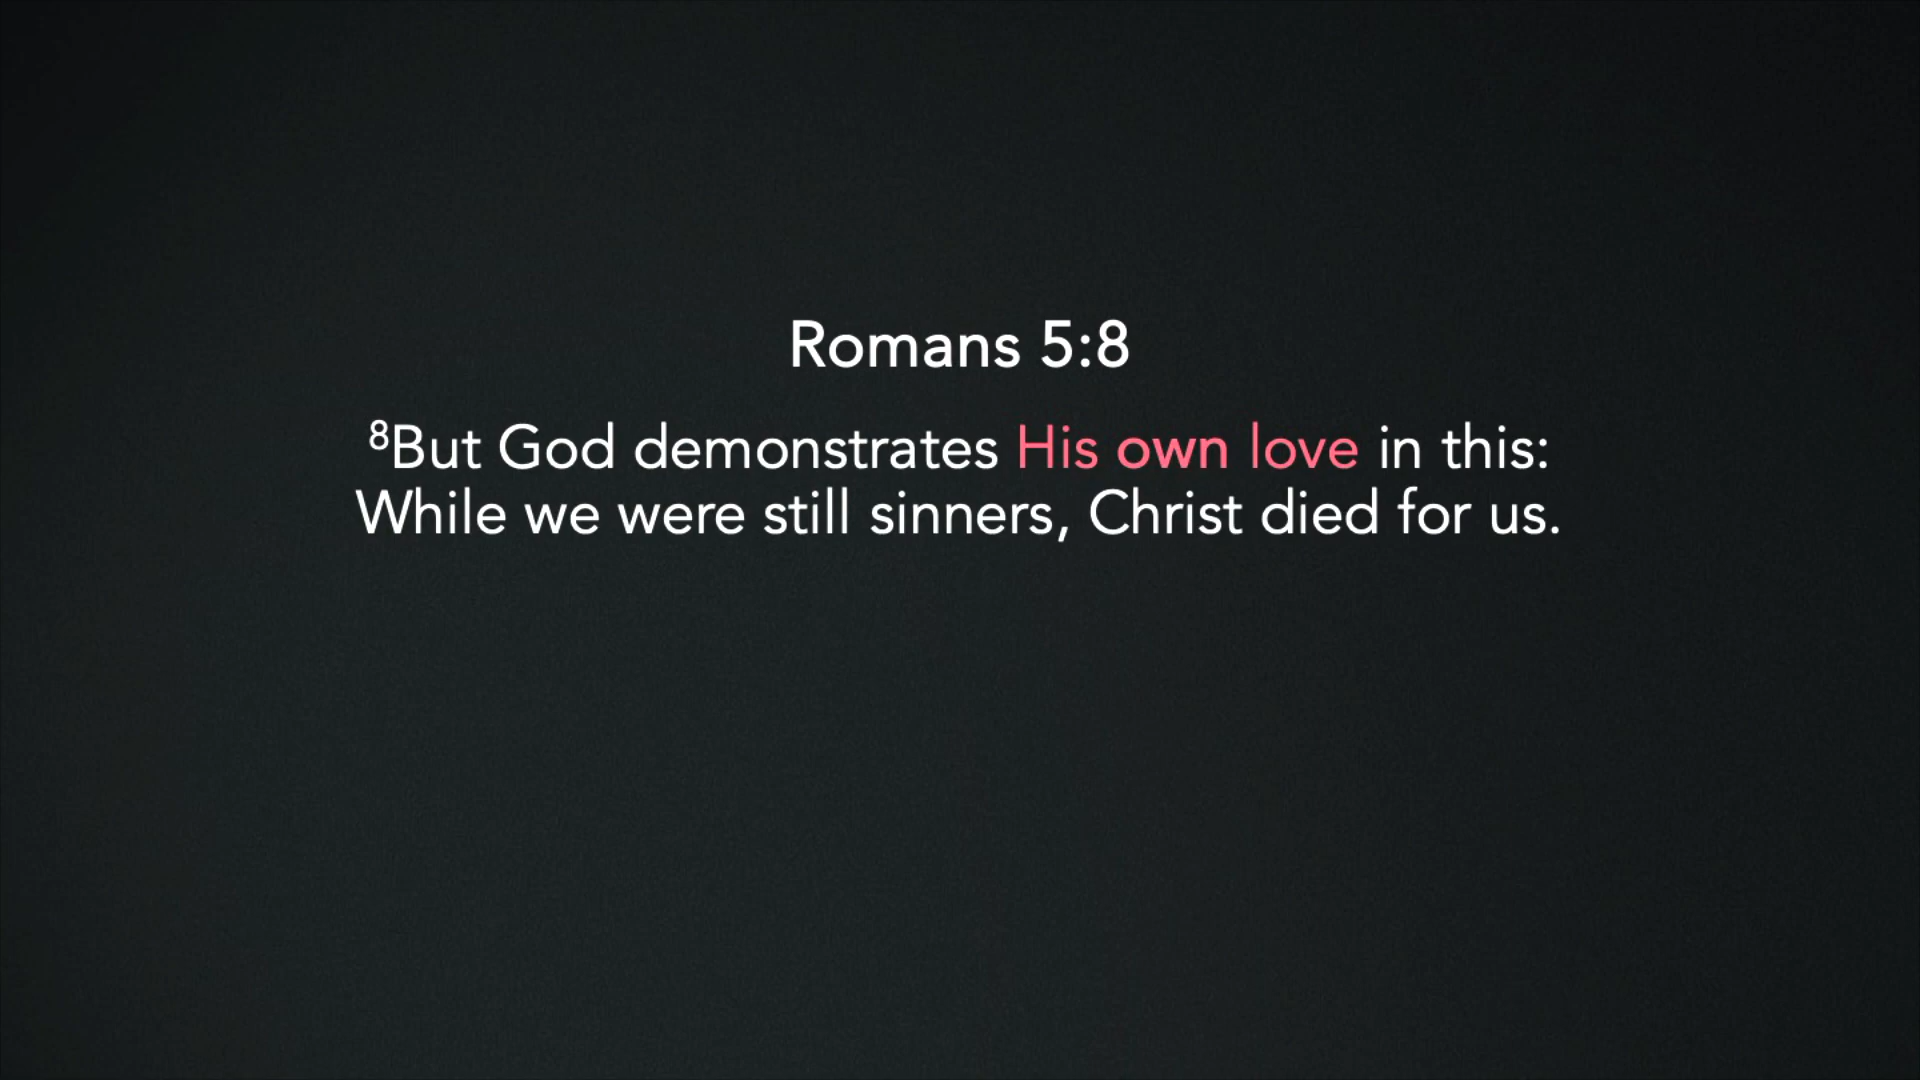 Romans 5:8
⁸But God demonstrates His own love in this:
While we were still sinners, Christ died for us.